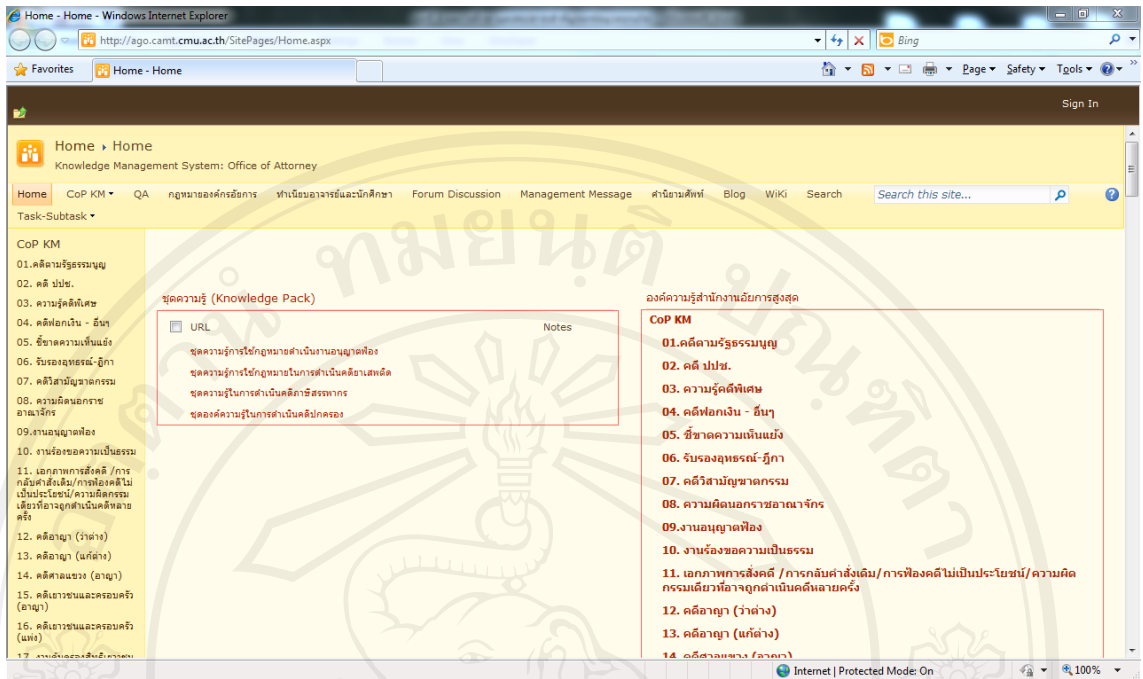 Home - Home - Windows Internet Explorer
http://ago.camt.cmu.ac.th/SitePages/Home.aspx
Bing
Favorites
Home - Home
Page
Safety
Tools
Sign In
Home ▸ Home
Knowledge Management System: Office of Attorney
Home
CoP KM
QA
กฎหมายองค์กรอัยการ
ทำเนียบอาจารย์และนักศึกษา
Forum Discussion
Management Message
คำนิยามศัพท์
Blog
WiKi
Search
Search this site...
Task-Subtask
CoP KM
01.คดีตามรัฐธรรมนูญ
02. คดี ปปช.
03. ความรู้คดีพิเศษ
04. คดีฟอกเงิน - อื่นๆ
05. ชี้ขาดความเห็นแย้ง
06. รับรองอุทธรณ์-ฎีกา
07. คดีวิสามัญฆาตกรรม
08. ความผิดนอกราช
อาณาจักร
09.งานอนุญาตฟ้อง
10. งานร้องขอความเป็นธรรม
11. เอกภาพการสั่งคดี /การ
กลับคำสั่งเดิม/การฟ้องคดีไม่
เป็นประโยชน์/ความผิดกรรม
เดียวที่อาจถูกดำเนินคดีหลาย
ครั้ง
12. คดีอาญา (ว่าต่าง)
13. คดีอาญา (แก้ต่าง)
14. คดีศาลแขวง (อาญา)
15. คดีเยาวชนและครอบครัว
(อาญา)
16. คดีเยาวชนและครอบครัว
(แพ่ง)
ชุดความรู้ (Knowledge Pack)
URL
Notes
ชุดความรู้การใช้กฎหมายดำเนินงานอนุญาตฟ้อง
ชุดความรู้การใช้กฎหมายในการดำเนินคดียาเสพติด
ชุดความรู้ในการดำเนินคดีภาษีสรรพากร
ชุดองค์ความรู้ในการดำเนินคดีปกครอง
องค์ความรู้สำนักงานอัยการสูงสุด
CoP KM
01.คดีตามรัฐธรรมนูญ
02. คดี ปปช.
03. ความรู้คดีพิเศษ
04. คดีฟอกเงิน - อื่นๆ
05. ชี้ขาดความเห็นแย้ง
06. รับรองอุทธรณ์-ฎีกา
07. คดีวิสามัญฆาตกรรม
08. ความผิดนอกราชอาณาจักร
09.งานอนุญาตฟ้อง
10. งานร้องขอความเป็นธรรม
11. เอกภาพการสั่งคดี /การกลับคำสั่งเดิม/การฟ้องคดีไม่เป็นประโยชน์/ความผิด
กรรมเดียวที่อาจถูกดำเนินคดีหลายครั้ง
12. คดีอาญา (ว่าต่าง)
13. คดีอาญา (แก้ต่าง)
14. คดีศาลแขวง (อาญา)
Internet | Protected Mode: On
100%